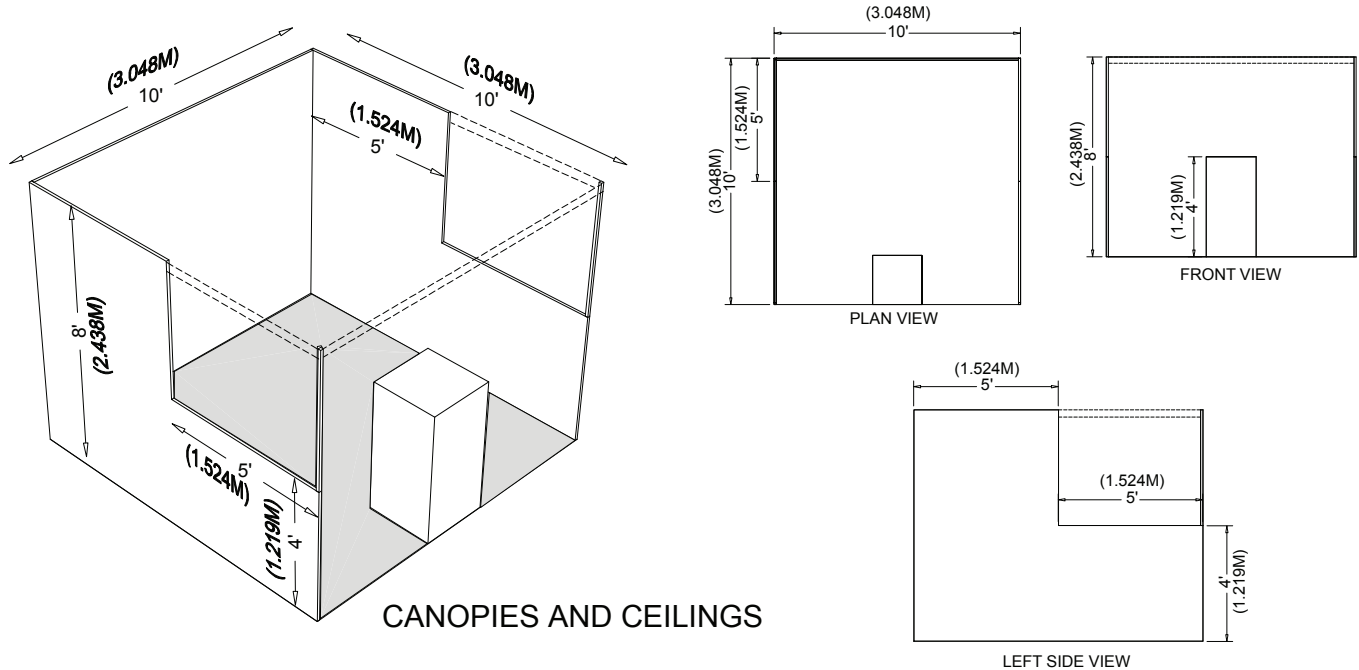 (3.048M)
10'
(3.048M)
10'
(1.524M)
5'
8'
(2.438M)
5'
(1.524M)
4'
(1.219M)
CANOPIES AND CEILINGS
(3.048M)
10'
(1.524M)
5'
(3.048M)
10'
PLAN VIEW
(2.438M)
8'
(1.219M)
4'
FRONT VIEW
(1.524M)
5'
(1.524M)
5'
4'
(1.219M)
LEFT SIDE VIEW